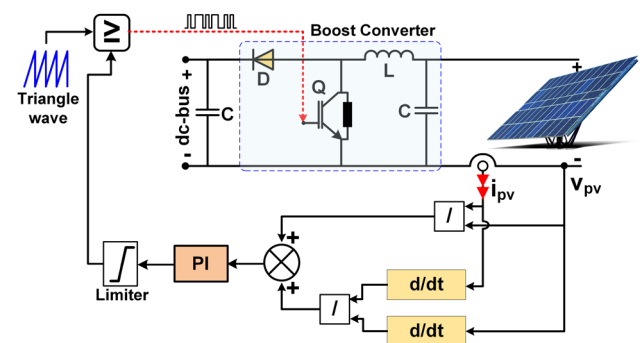 ≥
Boost Converter
Triangle
wave
dc-bus
+
-
C
D
Q
L
C
+
-
i_pv
v_pv
/
+
+
PI
Limiter
/
d/dt
d/dt